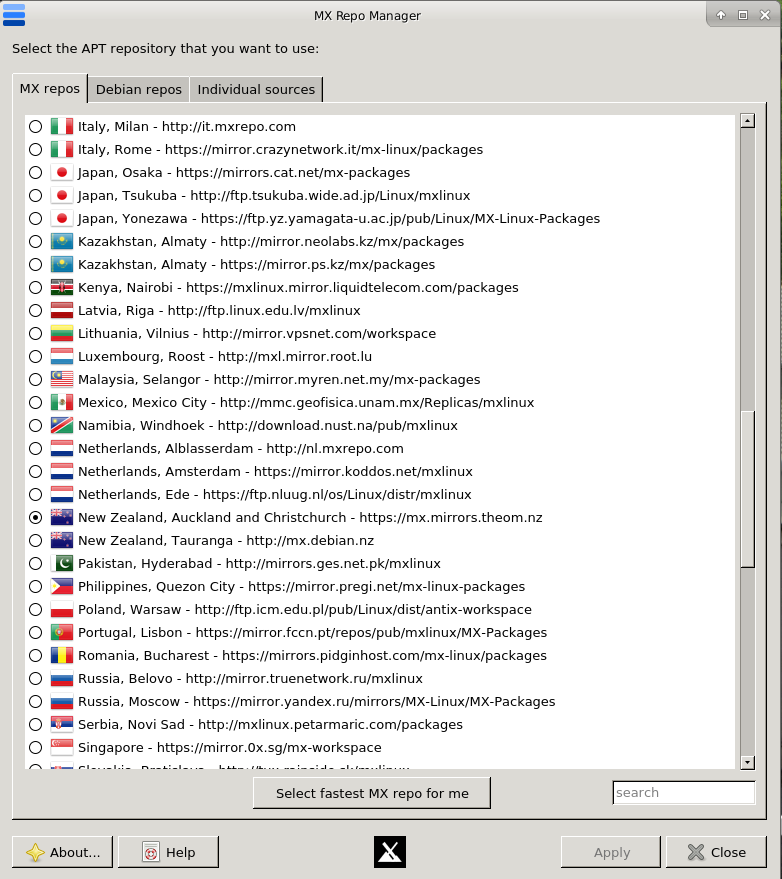 MX Repo Manager
Select the APT repository that you want to use:
MX repos Debian repos Individual sources
Italy, Milan - http://it.mxrepo.com
Italy, Rome - https://mirrors.crazynetwork.it/mx-linux/packages
Japan, Osaka - https://mirrors.cat.net/mx-packages
Japan, Tsukuba - http://ftp.tsukuba.wide.ad.jp/Linux/mxlinux
Japan, Yonezawa - https://ftp.yz.yamagata-u.ac.jp/pub/Linux/MX-Linux-Packages
Kazakhstan, Almaty - http://mirror.neolabs.kz/mx/packages
Kazakhstan, Almaty - https://mirror.ps.kz/mx/packages
Kenya, Nairobi - https://mxlinux.mirror.liquidtelecom.com/packages
Latvia, Riga - http://ftp.linux.edu.lv/mxlinux
Lithuania, Vilnius - http://mirror.vpsnet.com/workspace
Luxembourg, Roost - http://mxl.mirror.root.lu
Malaysia, Selangor - http://mirror.myren.net.my/mx-packages
Mexico, Mexico City - http://mmc.geofisica.unam.mx/Replicas/mxlinux
Namibia, Windhoek - http://download.nust.na/pub/mxlinux
Netherlands, Alblasserdam - http://nl.mxrepo.com
Netherlands, Amsterdam - https://mirror.koddos.net/mxlinux
Netherlands, Ede - https://ftp.nluug.nl/os/Linux/distr/mxlinux
New Zealand, Auckland and Christchurch - https://mx.mirrors.theom.nz
New Zealand, Tauranga - http://mx.debian.nz
Pakistan, Hyderabad - http://mirrors.ges.net.pk/mxlinux
Philippines, Quezon City - https://mirror.pregi.net/mx-linux-packages
Poland, Warsaw - http://ftp.icm.edu.pl/pub/Linux/dist/antix-workspace
Portugal, Lisbon - https://mirror.fccn.pt/repos/pub/mxlinux/MX-Packages
Romania, Bucharest - https://mirrors.pidginhost.com/mx-linux/packages
Russia, Belovo - http://mirror.truenetwork.ru/mxlinux
Russia, Moscow - https://mirror.yandex.ru/mirrors/MX-Linux/MX-Packages
Serbia, Novi Sad - http://mxlinux.petarmaric.com/packages
Singapore - https://mirror.0x.sg/mx-workspace
Slovakia, Bratislava - http://tux.rainside.sk/mxlinux
Select fastest MX repo for me
search
About... Help Apply Close